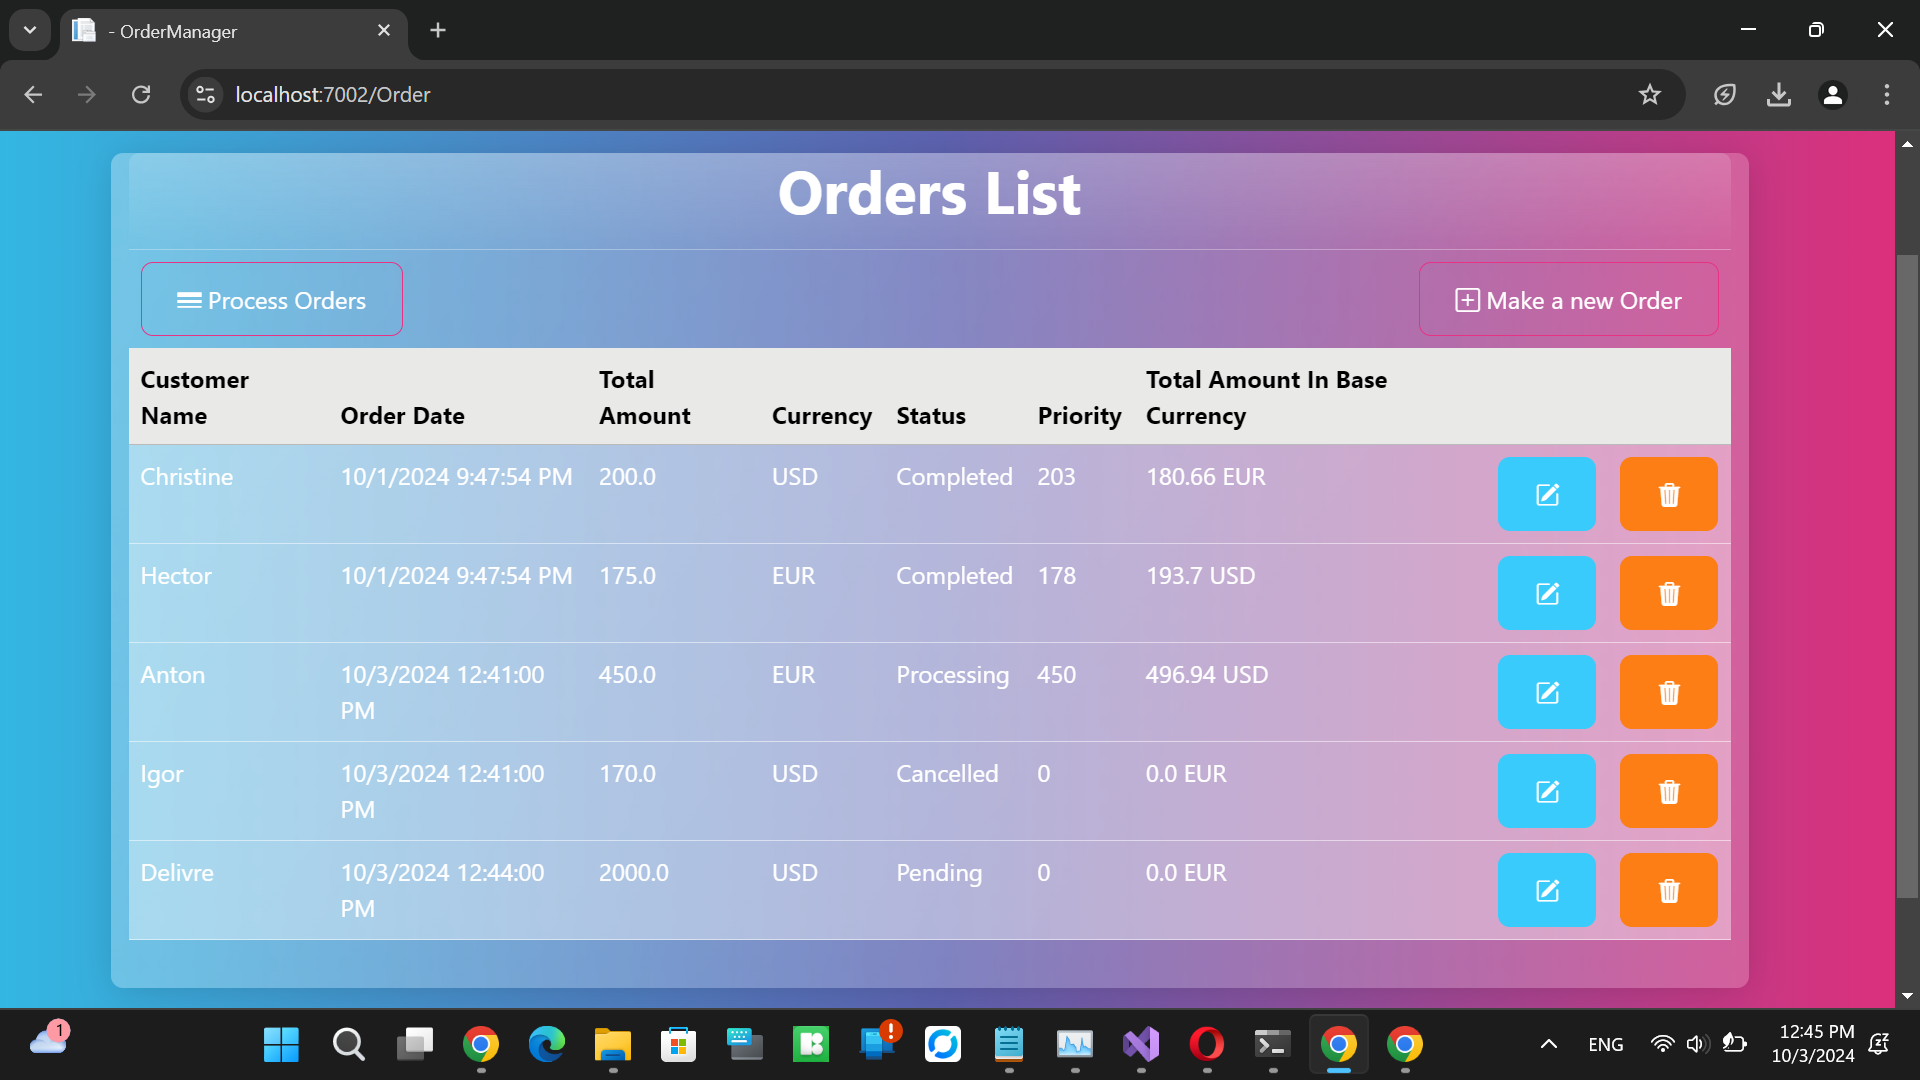 - OrderManager
localhost:7002/Order
Orders List
Process Orders
Make a new Order
Customer Name
Order Date
Total Amount
Currency
Status
Priority
Total Amount In Base Currency
Christine 10/1/2024 9:47:54 PM 200.0 USD Completed 203 180.66 EUR
Hector 10/1/2024 9:47:54 PM 175.0 EUR Completed 178 193.7 USD
Anton 10/3/2024 12:41:00 PM 450.0 EUR Processing 450 496.94 USD
Igor 10/3/2024 12:41:00 PM 170.0 USD Cancelled 0 0.0 EUR
Delivre 10/3/2024 12:44:00 PM 2000.0 USD Pending 0 0.0 EUR
1
ENG
12:45 PM
10/3/2024